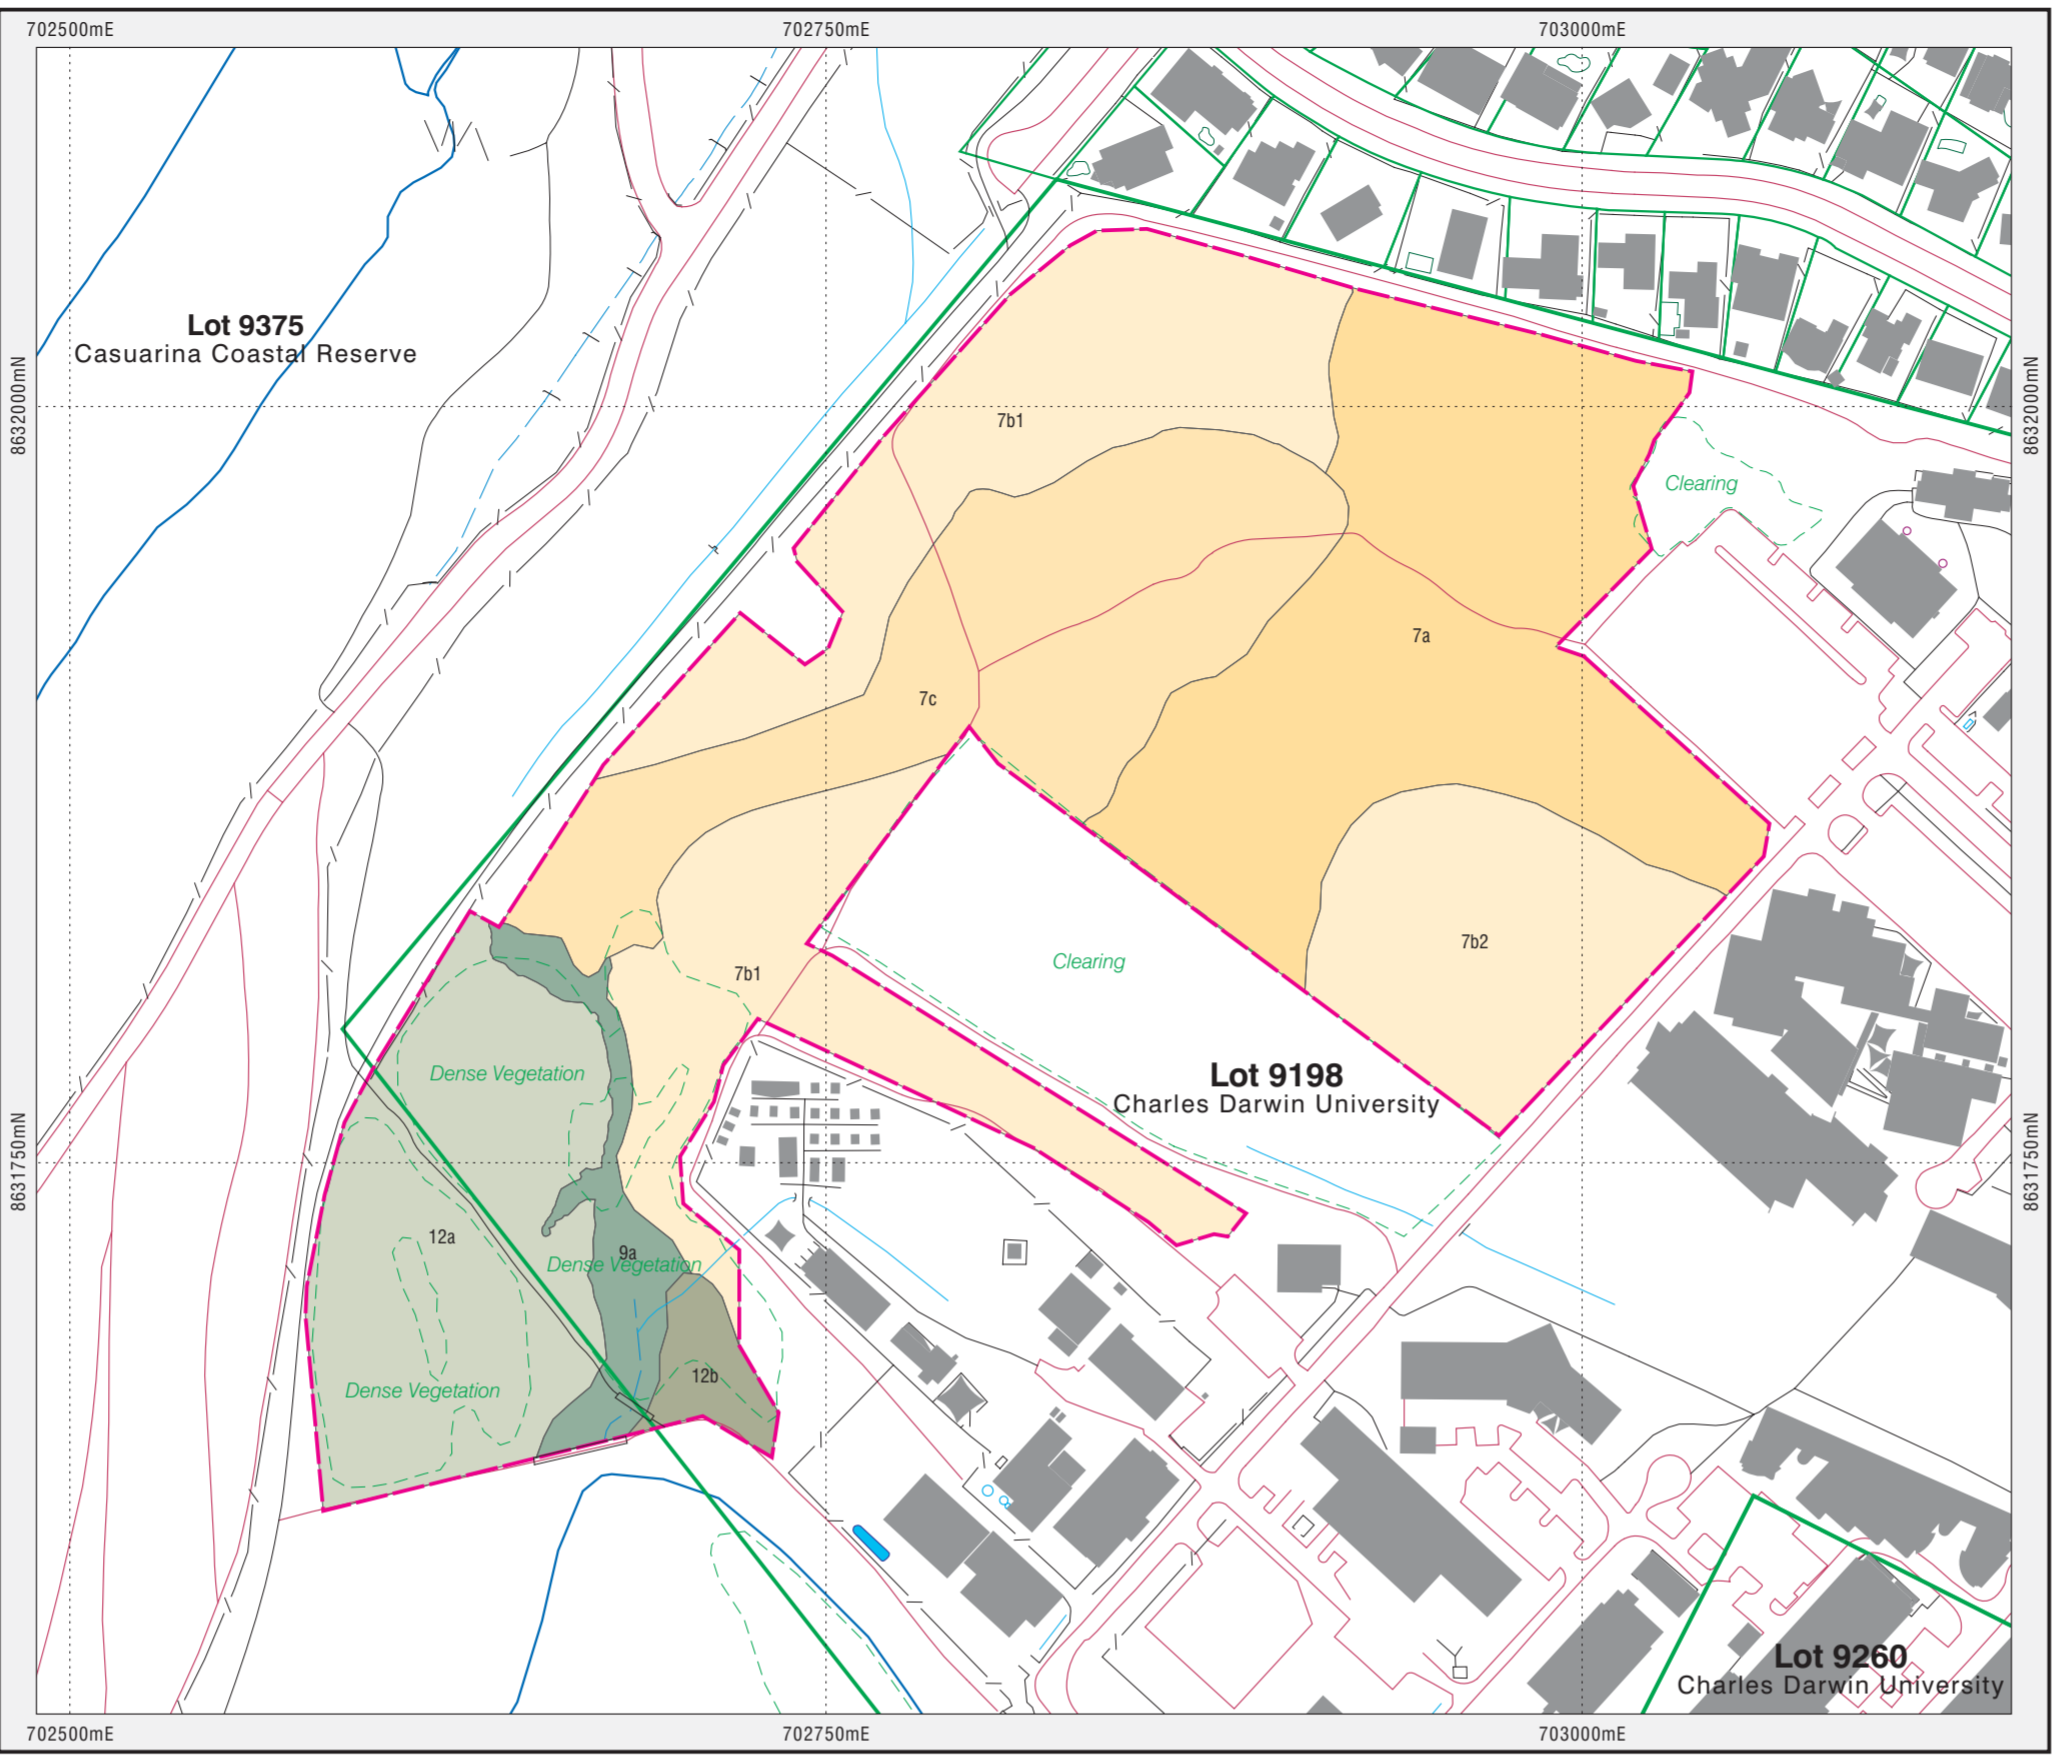 702500mE
702750mE
703000mE
Lot 9375
Casuarina Coastal Reserve
8632000mN
8632000mN
7b1
Clearing
7a
7c
7b2
Clearing
7b1
Dense Vegetation
Lot 9198
Charles Darwin University
8631750mN
8631750mN
12a
9a
Dense Vegetation
12b
Dense Vegetation
Lot 9260
Charles Darwin University
702500mE
702750mE
703000mE